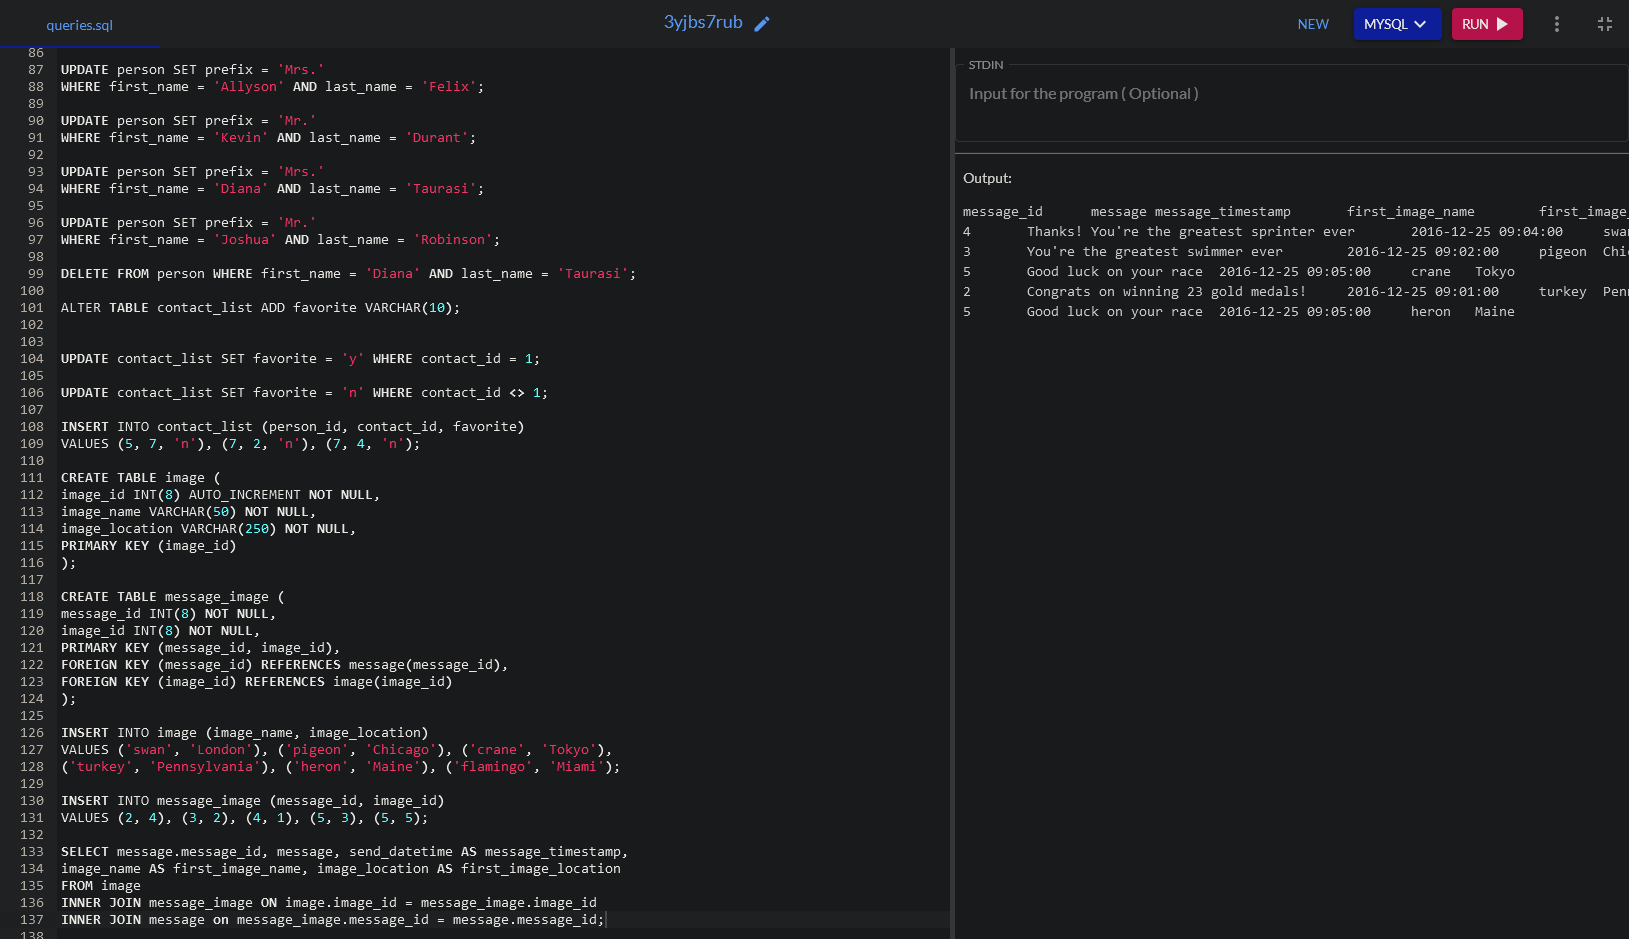 queries.sql
3yjbs7rub
NEW
MYSQL
RUN
86
87 UPDATE person SET prefix = 'Mrs.'
88 WHERE first_name = 'Allyson' AND last_name = 'Felix';
89
90 UPDATE person SET prefix = 'Mr.'
91 WHERE first_name = 'Kevin' AND last_name = 'Durant';
92
93 UPDATE person SET prefix = 'Mrs.'
94 WHERE first_name = 'Diana' AND last_name = 'Taurasi';
95
96 UPDATE person SET prefix = 'Mr.'
97 WHERE first_name = 'Joshua' AND last_name = 'Robinson';
98
99 DELETE FROM person WHERE first_name = 'Diana' AND last_name = 'Taurasi';
100
101 ALTER TABLE contact_list ADD favorite VARCHAR(10);
102
103
104 UPDATE contact_list SET favorite = 'y' WHERE contact_id = 1;
105
106 UPDATE contact_list SET favorite = 'n' WHERE contact_id <> 1;
107
108 INSERT INTO contact_list (person_id, contact_id, favorite)
109 VALUES (5, 7, 'n'), (7, 2, 'n'), (7, 4, 'n');
110
111 CREATE TABLE image (
112 image_id INT(8) AUTO_INCREMENT NOT NULL,
113 image_name VARCHAR(50) NOT NULL,
114 image_location VARCHAR(250) NOT NULL,
115 PRIMARY KEY (image_id)
116 );
117
118 CREATE TABLE message_image (
119 message_id INT(8) NOT NULL,
120 image_id INT(8) NOT NULL,
121 PRIMARY KEY (message_id, image_id),
122 FOREIGN KEY (message_id) REFERENCES message(message_id),
123 FOREIGN KEY (image_id) REFERENCES image(image_id)
124 );
125
126 INSERT INTO image (image_name, image_location)
127 VALUES ('swan', 'London'), ('pigeon', 'Chicago'), ('crane', 'Tokyo'),
128 ('turkey', 'Pennsylvania'), ('heron', 'Maine'), ('flamingo', 'Miami');
129
130 INSERT INTO message_image (message_id, image_id)
131 VALUES (2, 4), (3, 2), (4, 1), (5, 3), (5, 5);
132
133 SELECT message.message_id, message, send_datetime AS message_timestamp,
134 image_name AS first_image_name, image_location AS first_image_location
135 FROM image
136 INNER JOIN message_image ON image.image_id = message_image.image_id
137 INNER JOIN message on message_image.message_id = message.message_id;
138
STDIN
Input for the program ( Optional )
Output:
message_id message message_timestamp first_image_name first_image_
4 Thanks! You're the greatest sprinter ever 2016-12-25 09:04:00 swan
3 You're the greatest swimmer ever 2016-12-25 09:02:00 pigeon Chi
5 Good luck on your race 2016-12-25 09:05:00 crane Tokyo
2 Congrats on winning 23 gold medals! 2016-12-25 09:01:00 turkey Penn
5 Good luck on your race 2016-12-25 09:05:00 heron Maine